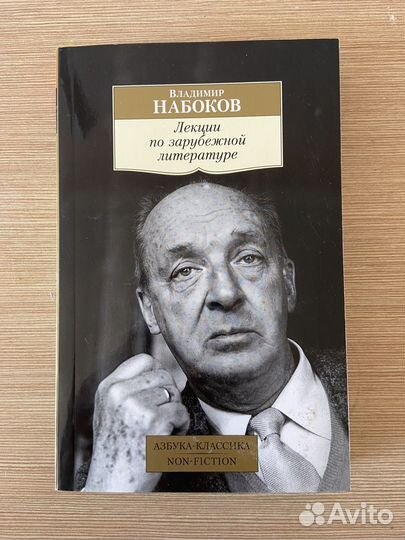 Владимир
НАБОКОВ
Лекции
по зарубежной
литературе
АЗБУКА-КЛАССИКА
NON-FICTION
Avito